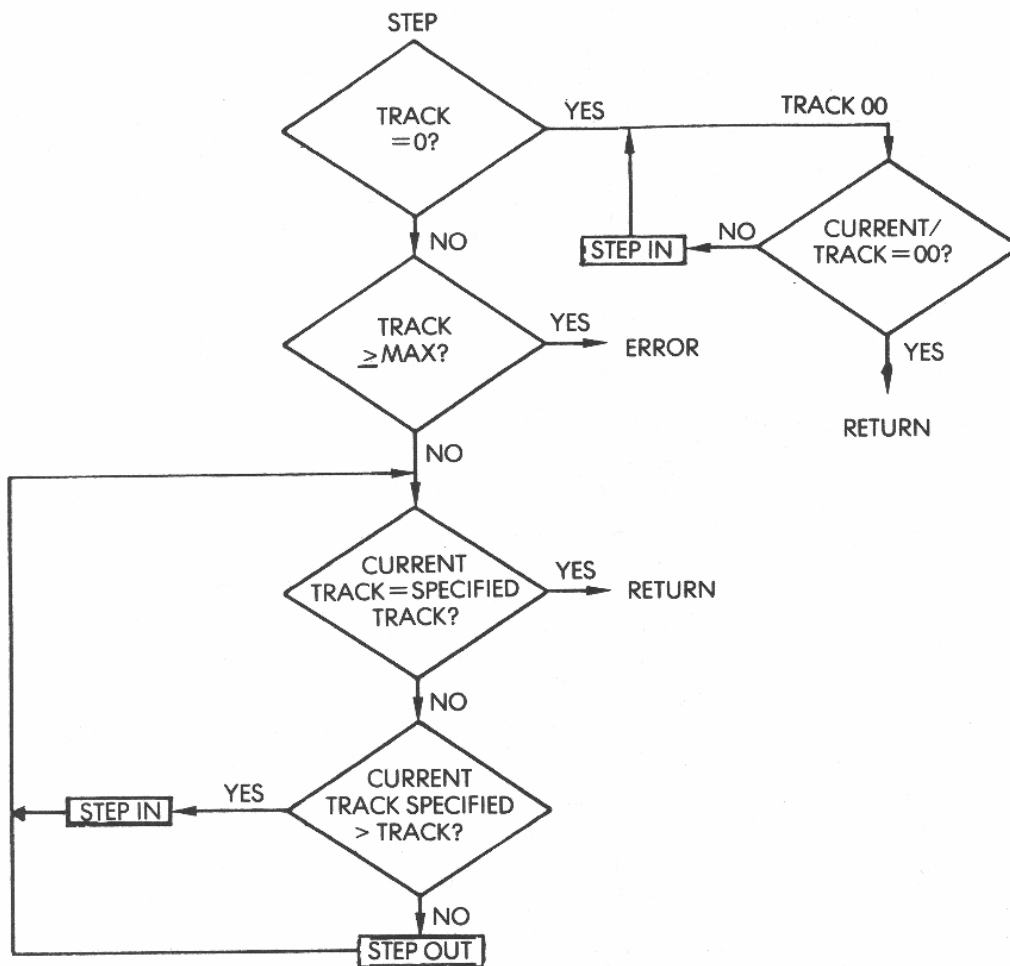 STEP
TRACK
=0?
YES
TRACK 00
NO
STEP IN
NO
CURRENT/
TRACK=00?
YES
RETURN
TRACK
≥MAX?
YES
ERROR
NO
CURRENT
TRACK=SPECIFIED
TRACK?
YES
RETURN
NO
CURRENT
TRACK SPECIFIED
> TRACK?
YES
STEP IN
NO
STEP OUT